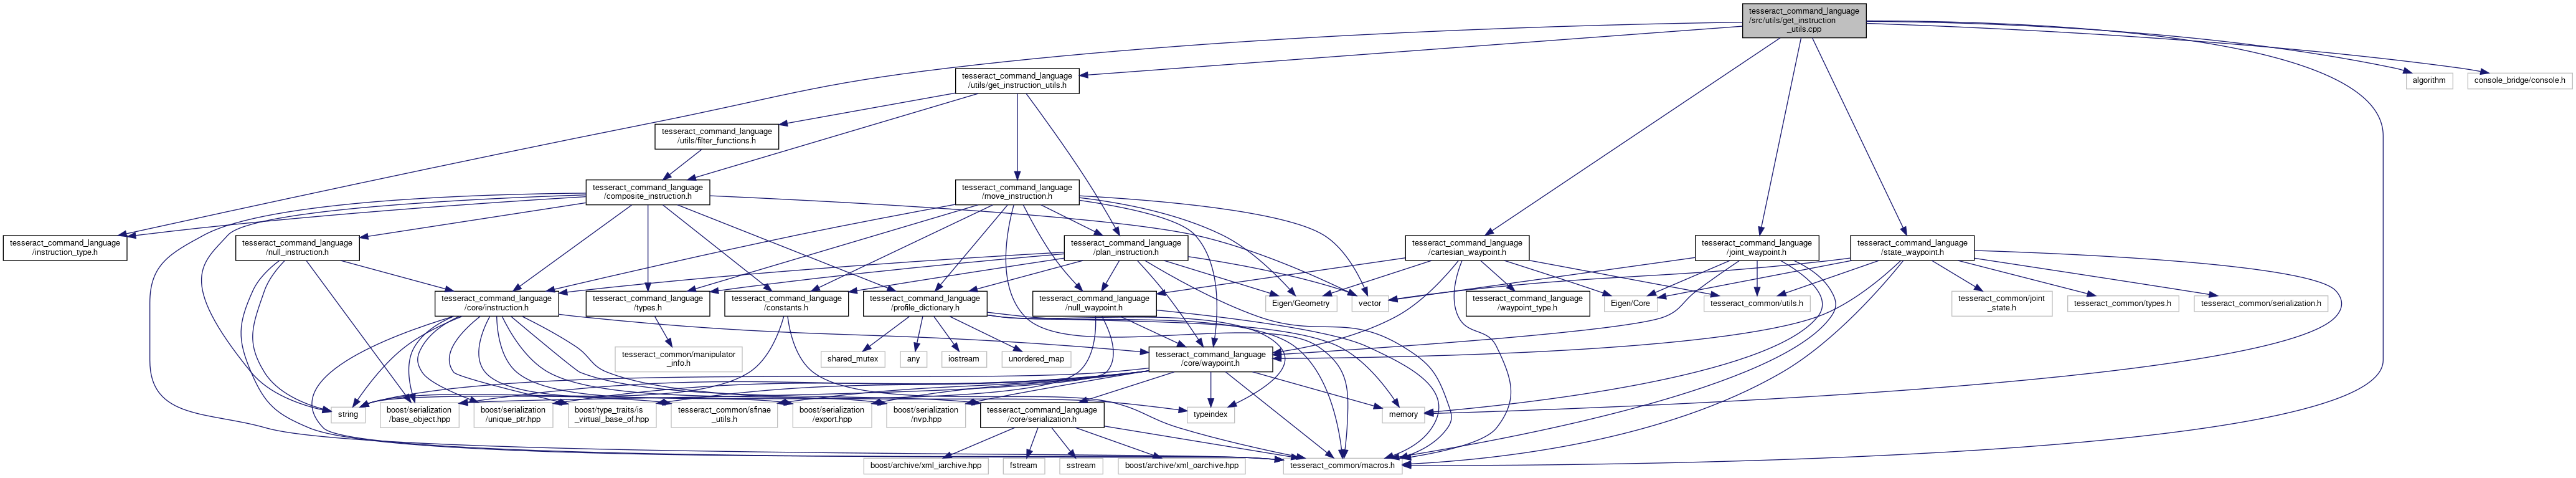 tesseract_command_language
/src/utils/get_instruction
_utils.cpp
tesseract_command_language
/utils/get_instruction_utils.h
algorithm
console_bridge/console.h
tesseract_command_language
/utils/filter_functions.h
tesseract_command_language
/composite_instruction.h
tesseract_command_language
/move_instruction.h
tesseract_command_language
/instruction_type.h
tesseract_command_language
/null_instruction.h
tesseract_command_language
/plan_instruction.h
tesseract_command_language
/cartesian_waypoint.h
tesseract_command_language
/joint_waypoint.h
tesseract_command_language
/state_waypoint.h
tesseract_command_language
/core/instruction.h
tesseract_command_language
/types.h
tesseract_command_language
/constants.h
tesseract_command_language
/profile_dictionary.h
tesseract_command_language
/null_waypoint.h
Eigen/Geometry
vector
tesseract_command_language
/waypoint_type.h
Eigen/Core
tesseract_common/utils.h
tesseract_common/joint
_state.h
tesseract_common/types.h
tesseract_common/serialization.h
tesseract_common/manipulator
_info.h
shared_mutex
any
iostream
unordered_map
tesseract_command_language
/core/waypoint.h
string
boost/serialization
/base_object.hpp
boost/serialization
/unique_ptr.hpp
boost/type_traits/is
_virtual_base_of.hpp
tesseract_common/sfinae
_utils.h
boost/serialization
/export.hpp
boost/serialization
/nvp.hpp
tesseract_command_language
/core/serialization.h
typeindex
memory
boost/archive/xml_iarchive.hpp
fstream
sstream
boost/archive/xml_oarchive.hpp
tesseract_common/macros.h